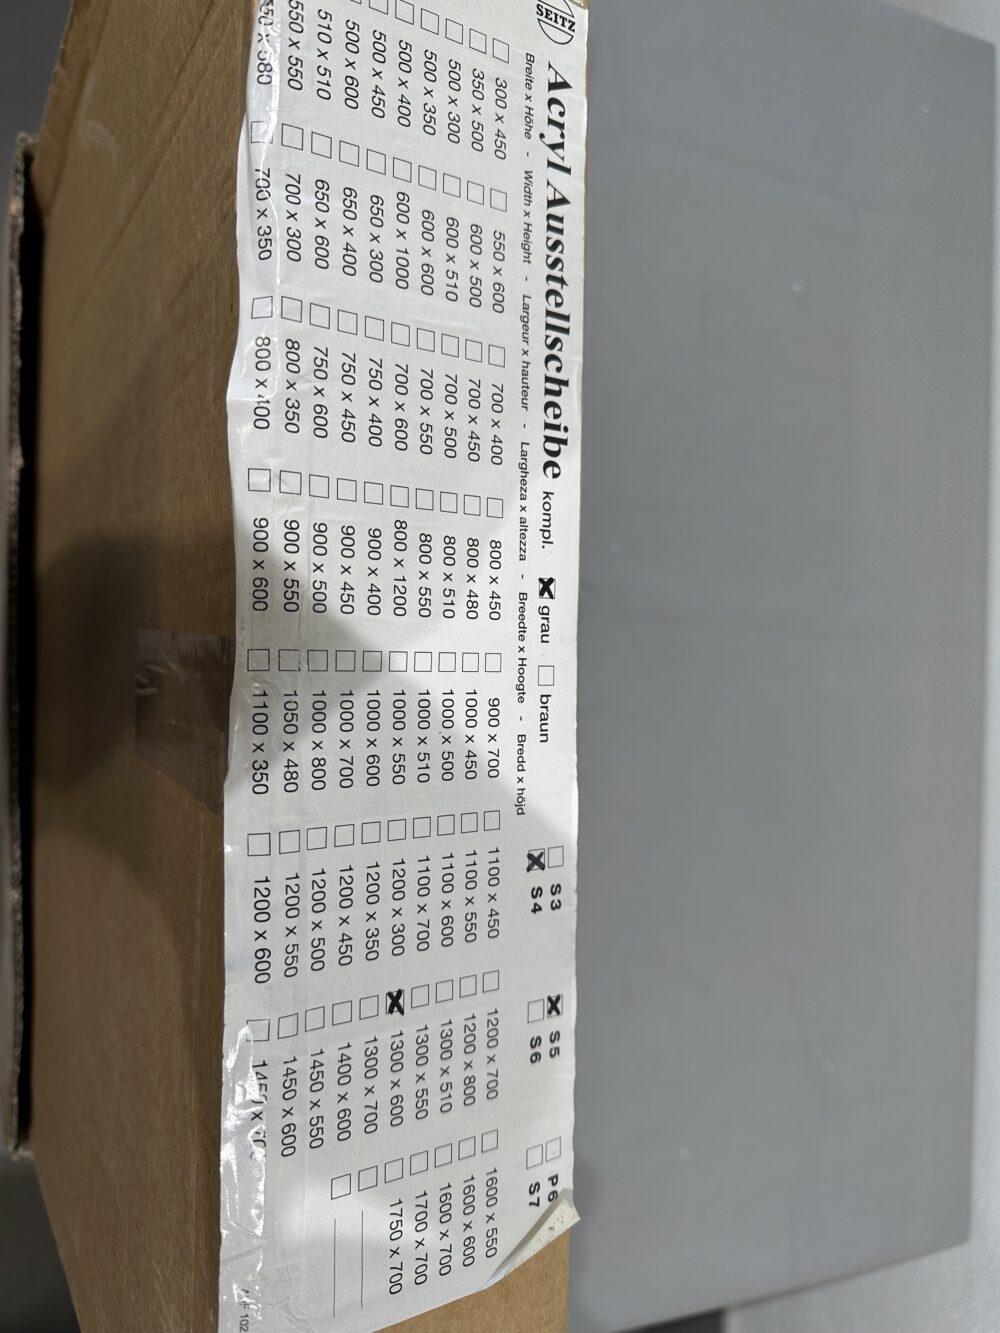 SEITZ
Acryl Ausstellscheibe kompl. ☒ grau ☐ braun ☐ S3 ☒ S5 ☐ P6
☒ S4 ☐ S6 ☐ S7
Breite x Höhe - Width x Height - Largeur x hauteur - Largheza x altezza - Breedte x Hoogte - Bredd x höjd
☐ 300 x 450 ☐ 550 x 600 ☐ 700 x 400 ☐ 800 x 450 ☐ 900 x 700 ☐ 1100 x 450 ☐ 1200 x 700 ☐ 1600 x 550
☐ 350 x 500 ☐ 600 x 500 ☐ 700 x 450 ☐ 800 x 480 ☐ 1000 x 450 ☐ 1100 x 550 ☐ 1200 x 800 ☐ 1600 x 600
☐ 500 x 300 ☐ 600 x 510 ☐ 700 x 500 ☐ 800 x 510 ☐ 1000 x 500 ☐ 1100 x 600 ☐ 1300 x 510 ☐ 1600 x 700
☐ 500 x 350 ☐ 600 x 600 ☐ 700 x 550 ☐ 800 x 550 ☐ 1000 x 510 ☐ 1100 x 700 ☐ 1300 x 550 ☐ 1700 x 700
☐ 500 x 400 ☐ 600 x 1000 ☐ 700 x 600 ☐ 800 x 1200 ☐ 1000 x 550 ☐ 1200 x 300 ☒ 1300 x 600 ☐ 1750 x 700
☐ 500 x 450 ☐ 650 x 300 ☐ 750 x 400 ☐ 900 x 400 ☐ 1000 x 600 ☐ 1200 x 350 ☐ 1300 x 700 ☐
☐ 500 x 600 ☐ 650 x 400 ☐ 750 x 450 ☐ 900 x 450 ☐ 1000 x 700 ☐ 1200 x 450 ☐ 1400 x 600 ☐
510 x 510 ☐ 650 x 600 ☐ 750 x 600 ☐ 900 x 500 ☐ 1000 x 800 ☐ 1200 x 500 ☐ 1450 x 550
550 x 550 ☐ 700 x 300 ☐ 800 x 350 ☐ 900 x 550 ☐ 1050 x 480 ☐ 1200 x 550 ☐ 1450 x 600
550 x 580 ☐ 700 x 350 ☐ 800 x 400 ☐ 900 x 600 ☐ 1100 x 350 ☐ 1200 x 600 ☐
102